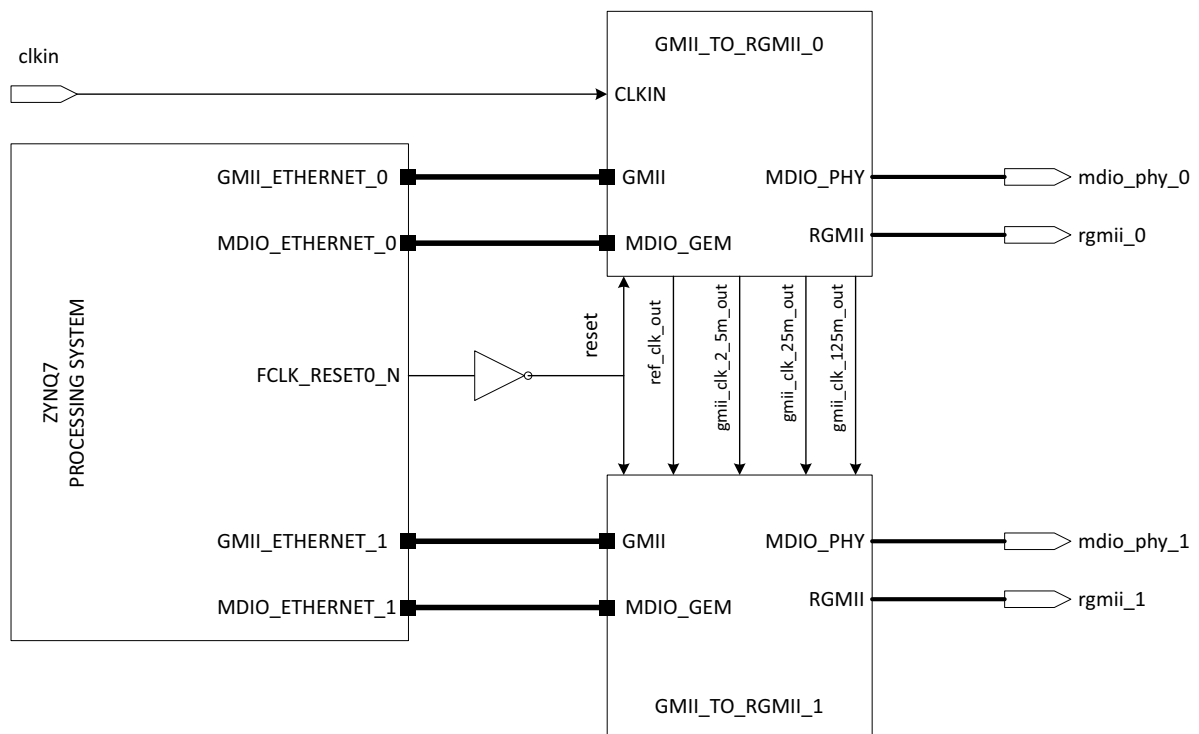 GMII_TO_RGMII_0
clkin
CLKIN
GMII_ETHERNET_0
GMII
MDIO_PHY
mdio_phy_0
MDIO_ETHERNET_0
MDIO_GEM
RGMII
rgmii_0
reset
ref_clk_out
gmii_clk_2_5m_out
gmii_clk_25m_out
gmii_clk_125m_out
ZYNQ7
PROCESSING SYSTEM
FCLK_RESET0_N
GMII_ETHERNET_1
GMII
MDIO_PHY
mdio_phy_1
MDIO_ETHERNET_1
MDIO_GEM
RGMII
rgmii_1
GMII_TO_RGMII_1